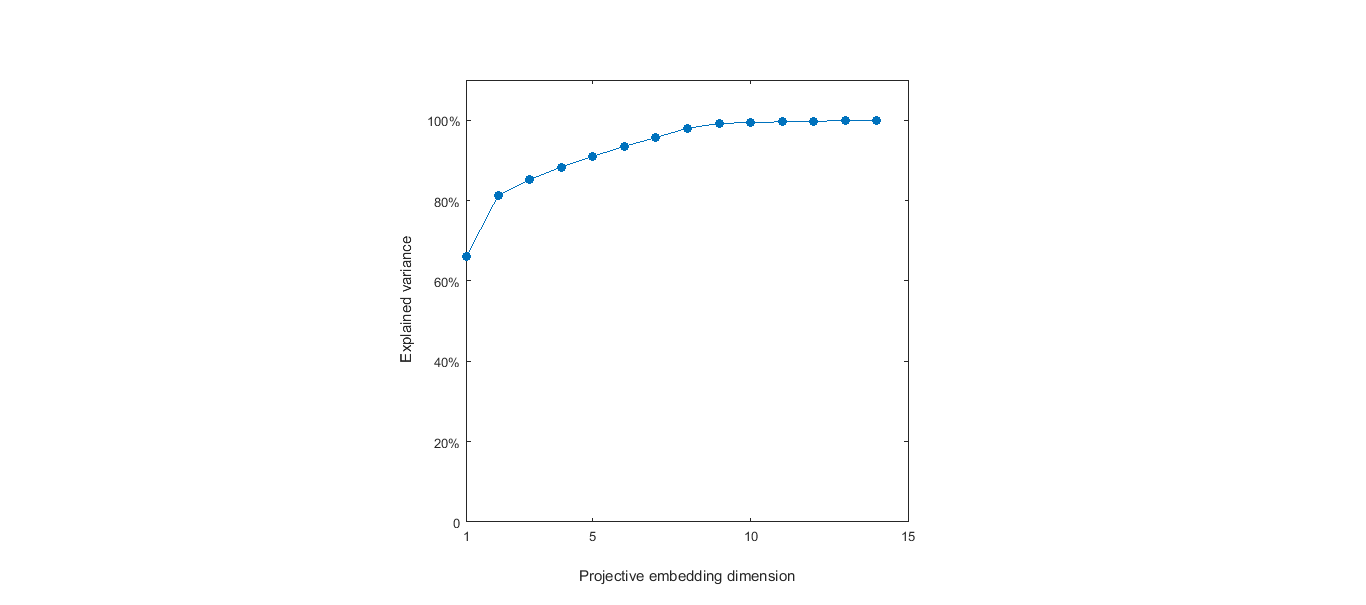 100%
80%
60%
40%
20%
0
Explained variance
1 5 10 15
Projective embedding dimension